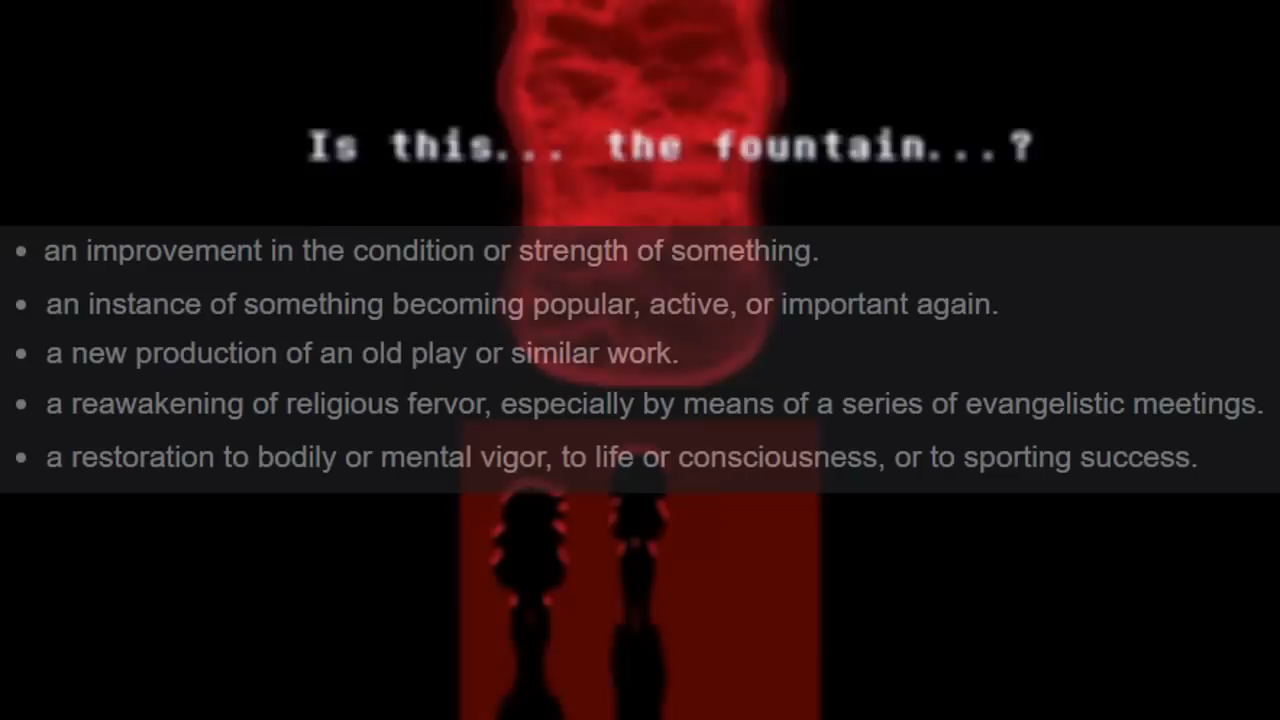 Is this... the fountain...?
• an improvement in the condition or strength of something.
• an instance of something becoming popular, active, or important again.
• a new production of an old play or similar work.
• a reawakening of religious fervor, especially by means of a series of evangelistic meetings.
• a restoration to bodily or mental vigor, to life or consciousness, or to sporting success.